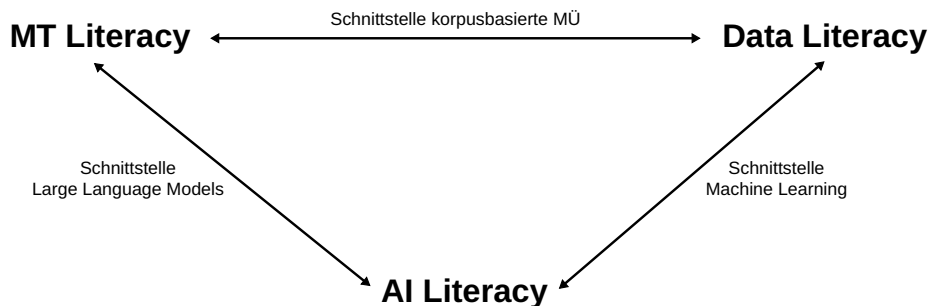 Schnittstelle korpusbasierte MÜ
MT Literacy
Data Literacy
Schnittstelle
Large Language Models
Schnittstelle
Machine Learning
AI Literacy